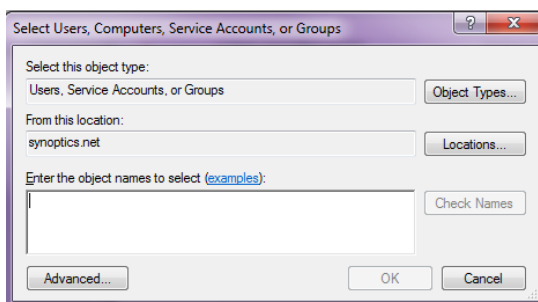 Select Users, Computers, Service Accounts, or Groups
Select this object type:
Users, Service Accounts, or Groups
Object Types...
From this location:
synoptics.net
Locations...
Enter the object names to select (examples):
Check Names
Advanced...
OK
Cancel